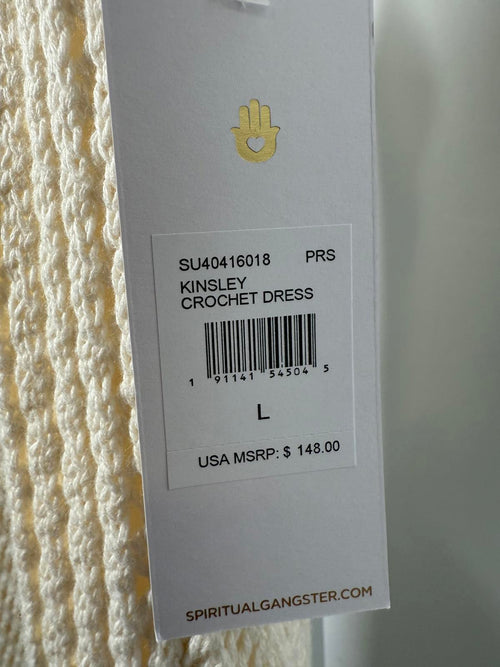 SU40416018 PRS
KINSLEY
CROCHET DRESS
1 91141 54504 5
L
USA MSRP: $ 148.00
SPIRITUALGANGSTER.COM